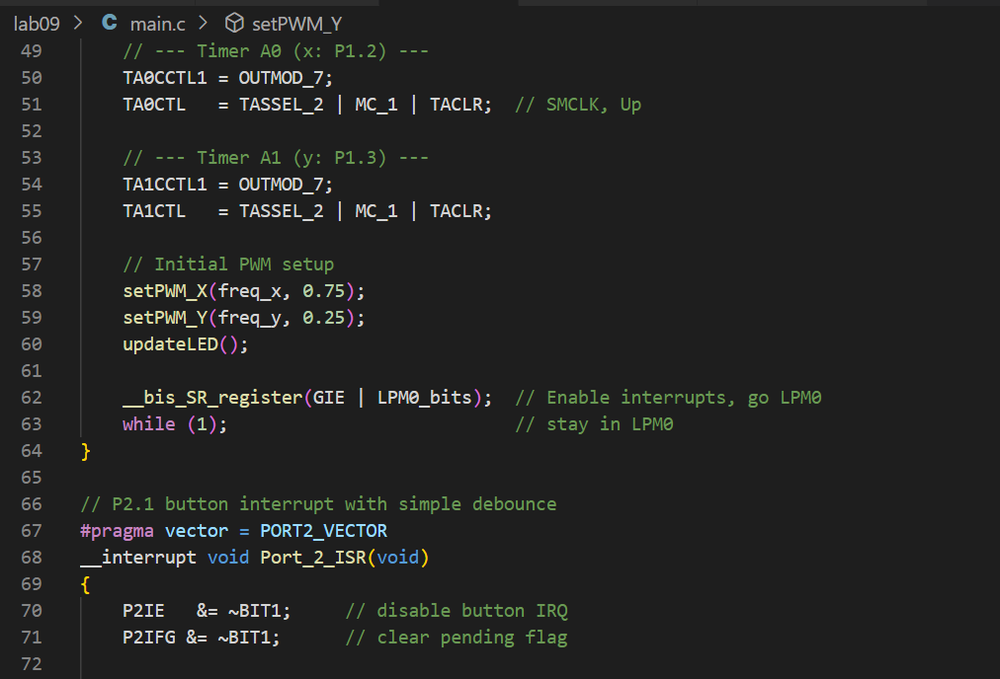 lab09 > C main.c > setPWM_Y
49 // --- Timer A0 (x: P1.2) ---
50 TA0CCTL1 = OUTMOD_7;
51 TA0CTL   = TASSEL_2 | MC_1 | TACLR;  // SMCLK, Up
52
53 // --- Timer A1 (y: P1.3) ---
54 TA1CCTL1 = OUTMOD_7;
55 TA1CTL   = TASSEL_2 | MC_1 | TACLR;
56
57 // Initial PWM setup
58 setPWM_X(freq_x, 0.75);
59 setPWM_Y(freq_y, 0.25);
60 updateLED();
61
62 __bis_SR_register(GIE | LPM0_bits);  // Enable interrupts, go LPM0
63 while (1);                           // stay in LPM0
64 }
65
66 // P2.1 button interrupt with simple debounce
67 #pragma vector = PORT2_VECTOR
68 __interrupt void Port_2_ISR(void)
69 {
70 P2IE   &= ~BIT1;     // disable button IRQ
71 P2IFG &= ~BIT1;      // clear pending flag
72